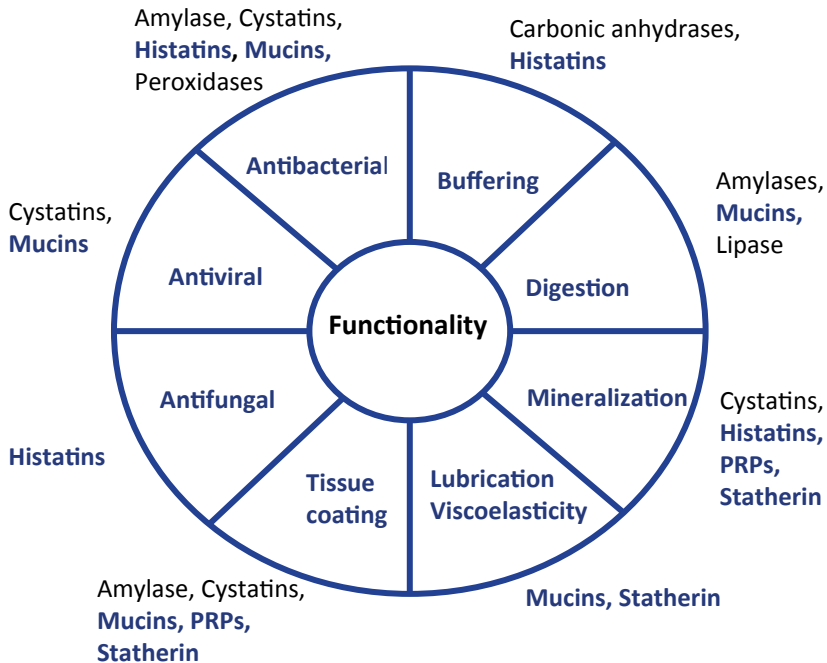 Amylase, Cystatins,
Histatins, Mucins,
Peroxidases
Carbonic anhydrases,
Histatins
Antibacterial
Buffering
Cystatins,
Mucins
Amylases,
Mucins,
Lipase
Antiviral
Digestion
Functionality
Antifungal
Mineralization
Histatins
Cystatins,
Histatins,
PRPs,
Statherin
Tissue
coating
Lubrication
Viscoelasticity
Amylase, Cystatins,
Mucins, PRPs,
Statherin
Mucins, Statherin